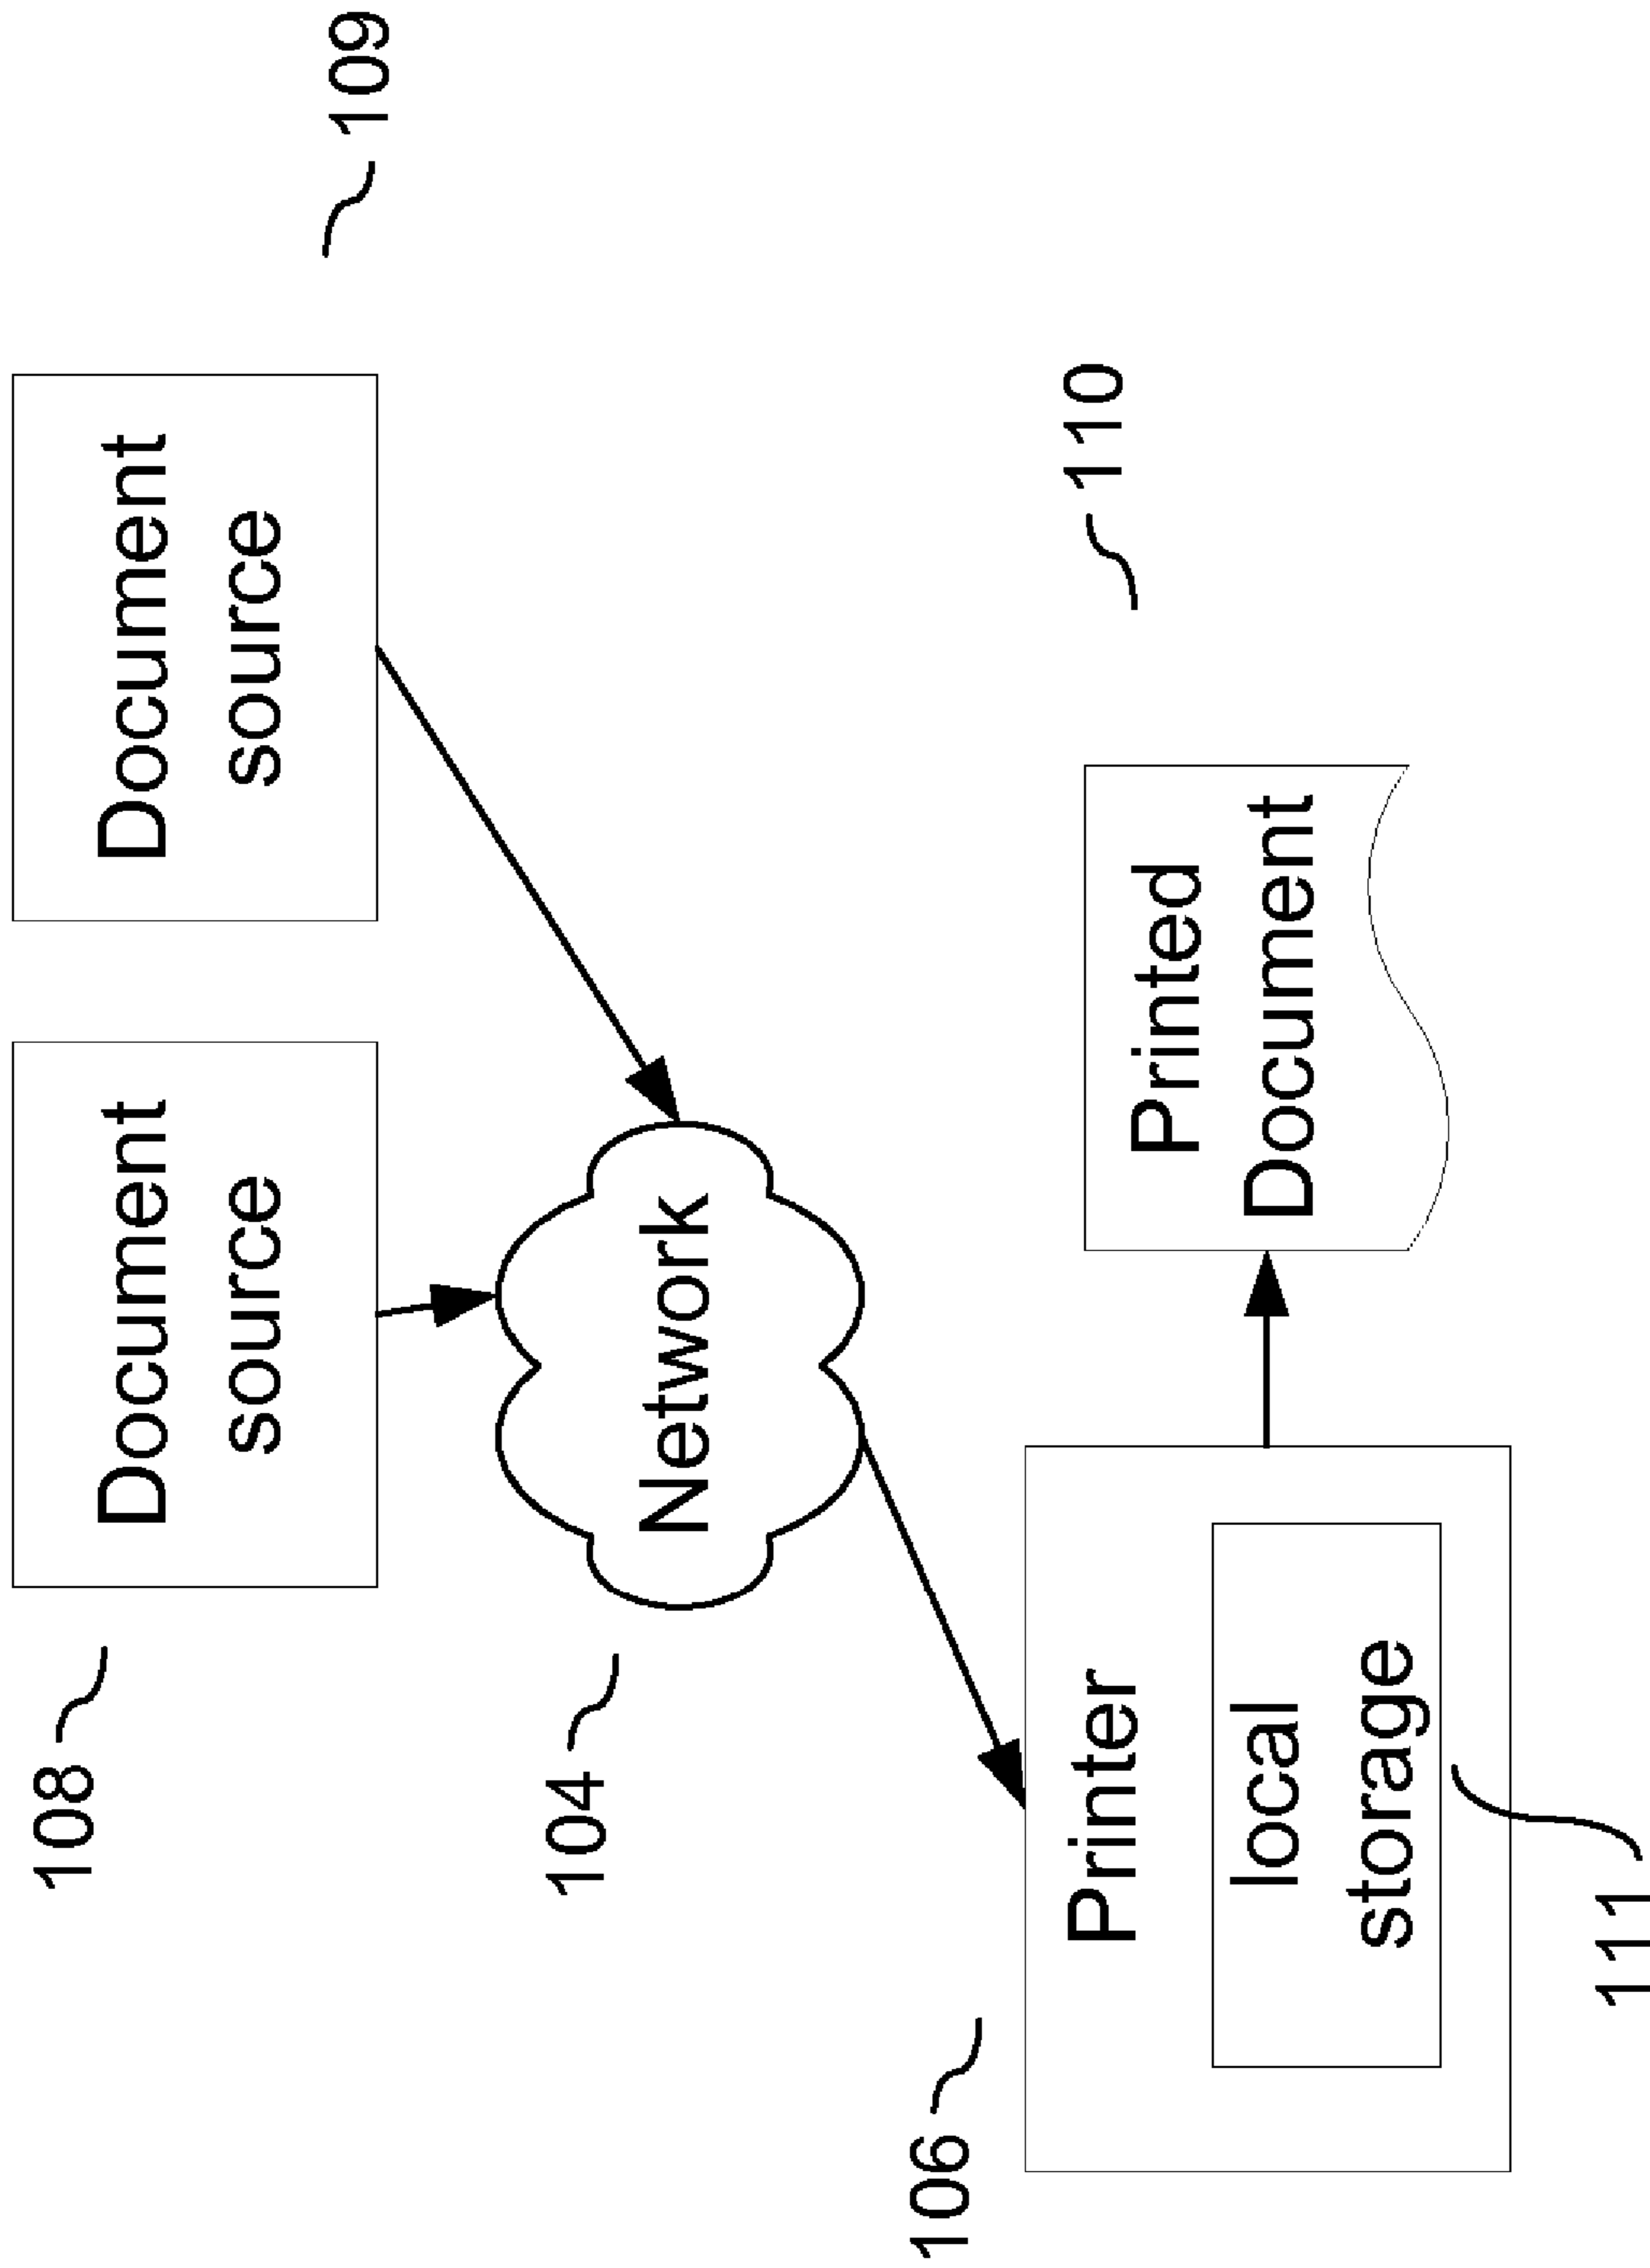 108
Document
source
Document
source
109
104
Network
106
Printer
local
storage
111
Printed
Document
110